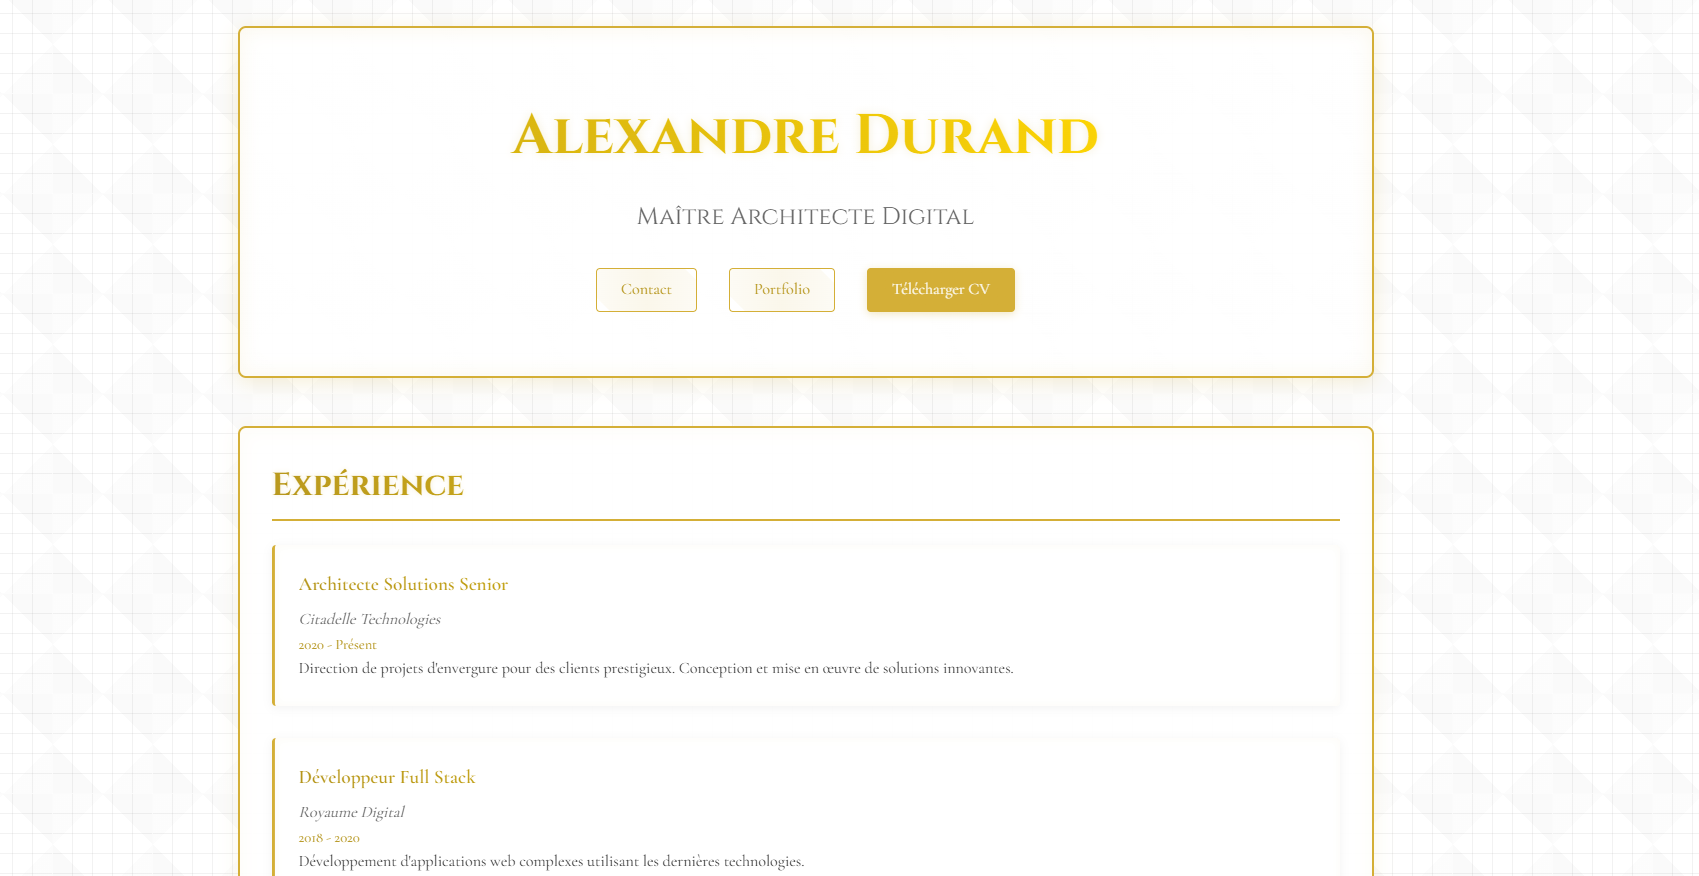 Alexandre Durand
Maître Architecte Digital
Contact
Portfolio
Télécharger CV
Expérience
Architecte Solutions Senior
Citadelle Technologies
2020 - Présent
Direction de projets d'envergure pour des clients prestigieux. Conception et mise en œuvre de solutions innovantes.
Développeur Full Stack
Royaume Digital
2018 - 2020
Développement d'applications web complexes utilisant les dernières technologies.